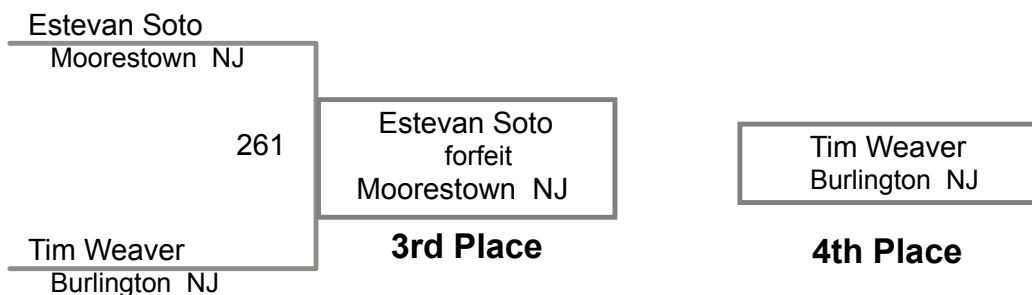 Estevan Soto
Moorestown NJ
261
Tim Weaver
Burlington NJ
Estevan Soto
forfeit
Moorestown NJ
3rd Place
Tim Weaver
Burlington NJ
4th Place